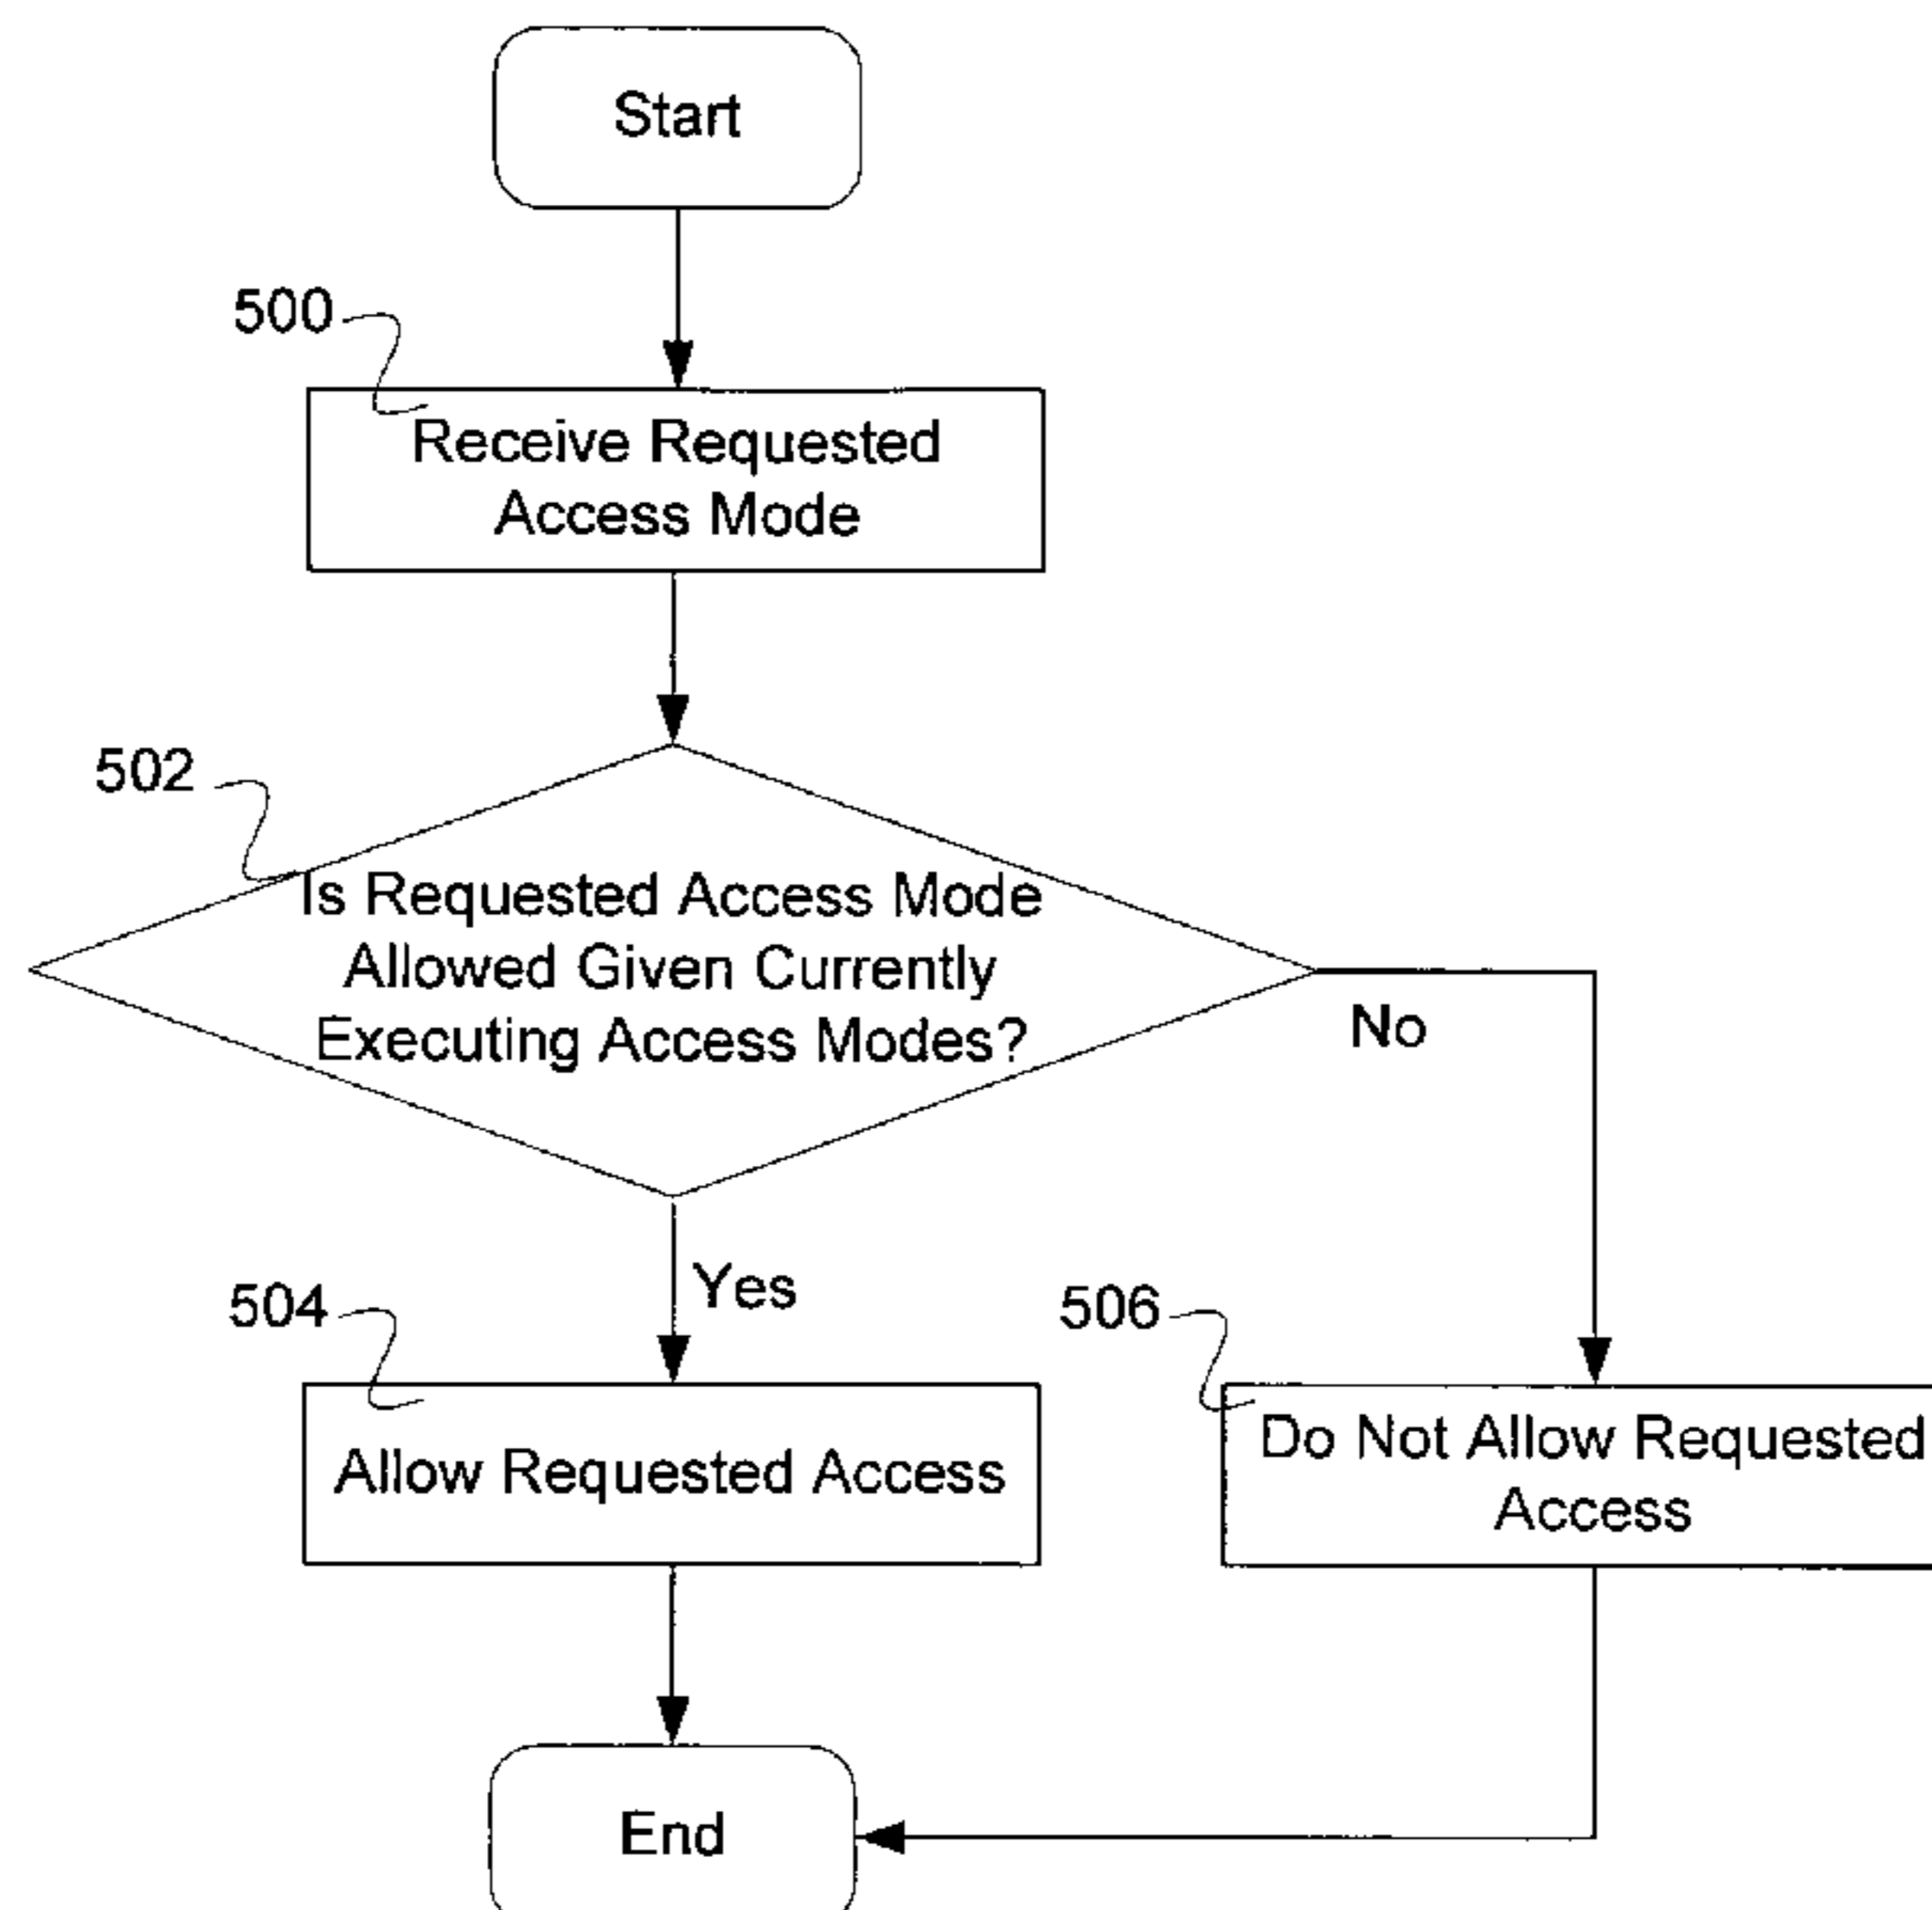 Start
500
Receive Requested
Access Mode
502
Is Requested Access Mode
Allowed Given Currently
Executing Access Modes?
No
Yes
504
506
Allow Requested Access
Do Not Allow Requested
Access
End